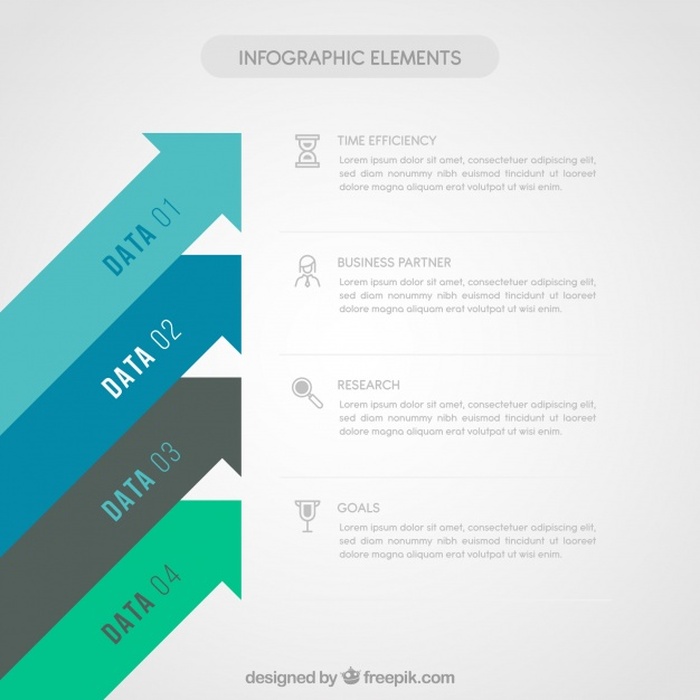 INFOGRAPHIC ELEMENTS
DATA 01
TIME EFFICIENCY
Lorem ipsum dolor sit amet, consectetuer adipiscing elit,
sed diam nonummy nibh euismod tincidunt ut laoreet
dolore magna aliquam erat volutpat ut wisi enim.
DATA 02
BUSINESS PARTNER
Lorem ipsum dolor sit amet, consectetuer adipiscing elit,
sed diam nonummy nibh euismod tincidunt ut laoreet
dolore magna aliquam erat volutpat ut wisi enim.
DATA 03
RESEARCH
Lorem ipsum dolor sit amet, consectetuer adipiscing elit,
sed diam nonummy nibh euismod tincidunt ut laoreet
dolore magna aliquam erat volutpat ut wisi enim.
DATA 04
GOALS
Lorem ipsum dolor sit amet, consectetuer adipiscing elit,
sed diam nonummy nibh euismod tincidunt ut laoreet
dolore magna aliquam erat volutpat ut wisi enim.
designed by freepik.com